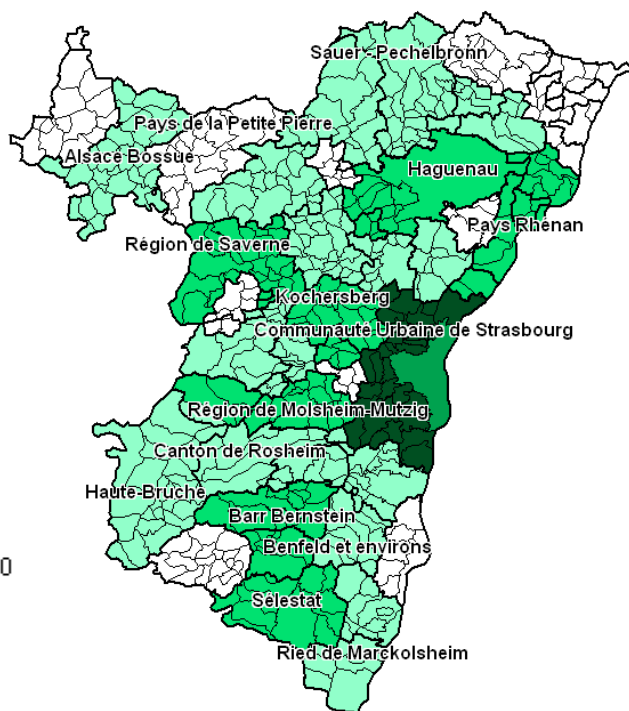 Sauer - Pechelbronn
Pays de la Petite Pierre
Alsace Bossue
Haguenau
Pays Rhénan
Région de Saverne
Kochersberg
Communauté Urbaine de Strasbourg
Région de Molsheim-Mutzig
Canton de Rosheim
Haute-Bruche
Barr Bernstein
Benfeld et environs
0
Sélestat
Ried de Marckolsheim